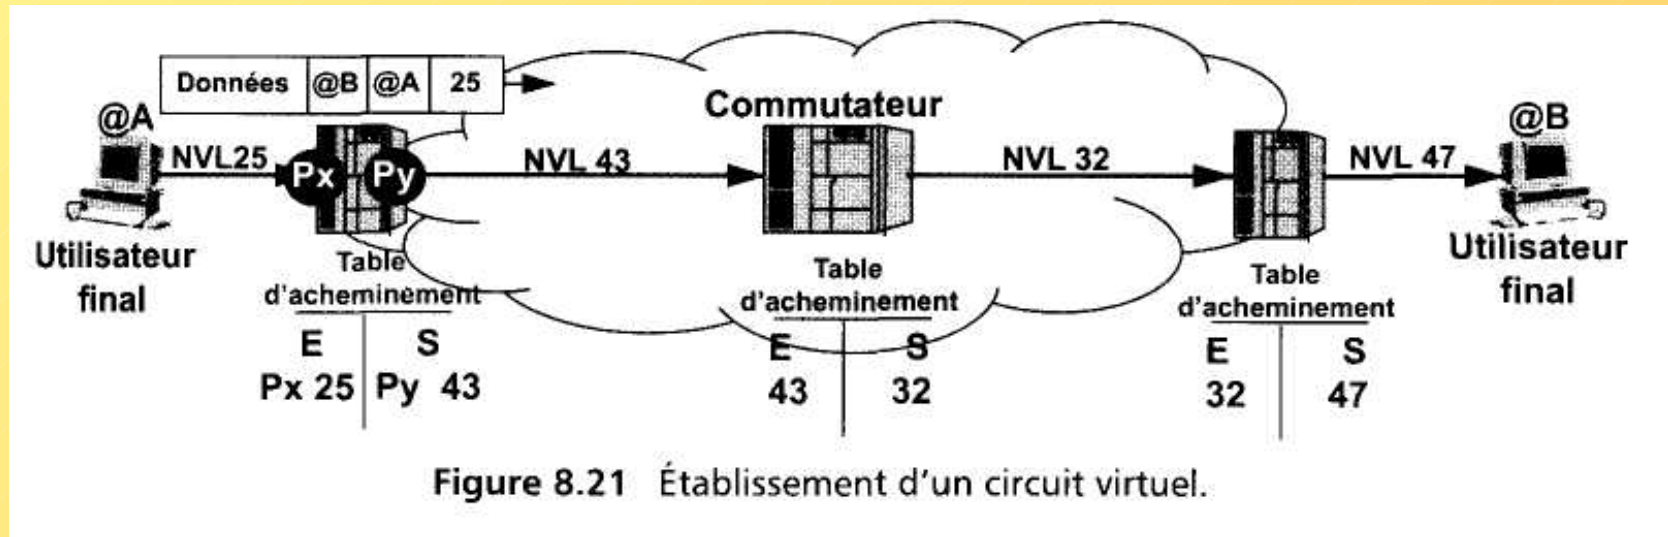 Données @B @A 25
@A
NVL25
Px
Py
NVL 43
Commutateur
NVL 32
NVL 47
@B
Utilisateur
final
Utilisateur
final
Table
d'acheminement
E S
Px 25 Py 43
Table
d'acheminement
E S
43 32
Table
d'acheminement
E S
32 47
Figure 8.21 Établissement d'un circuit virtuel.